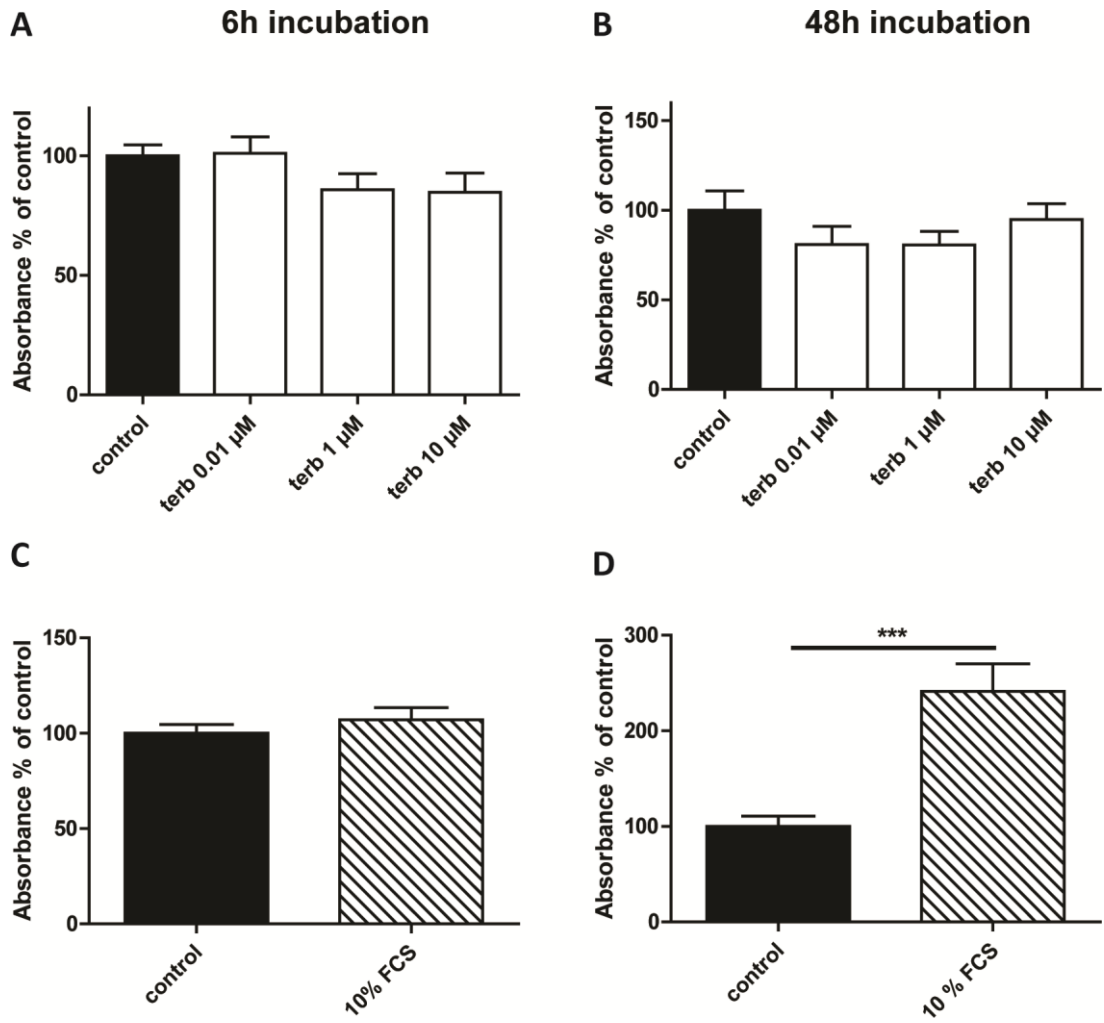 A 6h incubation
Absorbance % of control
100
50
0
control
terb 0.01 µM
terb 1 µM
terb 10 µM
B 48h incubation
Absorbance % of control
150
100
50
0
control
terb 0.01 µM
terb 1 µM
terb 10 µM
C
Absorbance % of control
150
100
50
0
control
10% FCS
D
Absorbance % of control
300
200
100
0
***
control
10 % FCS